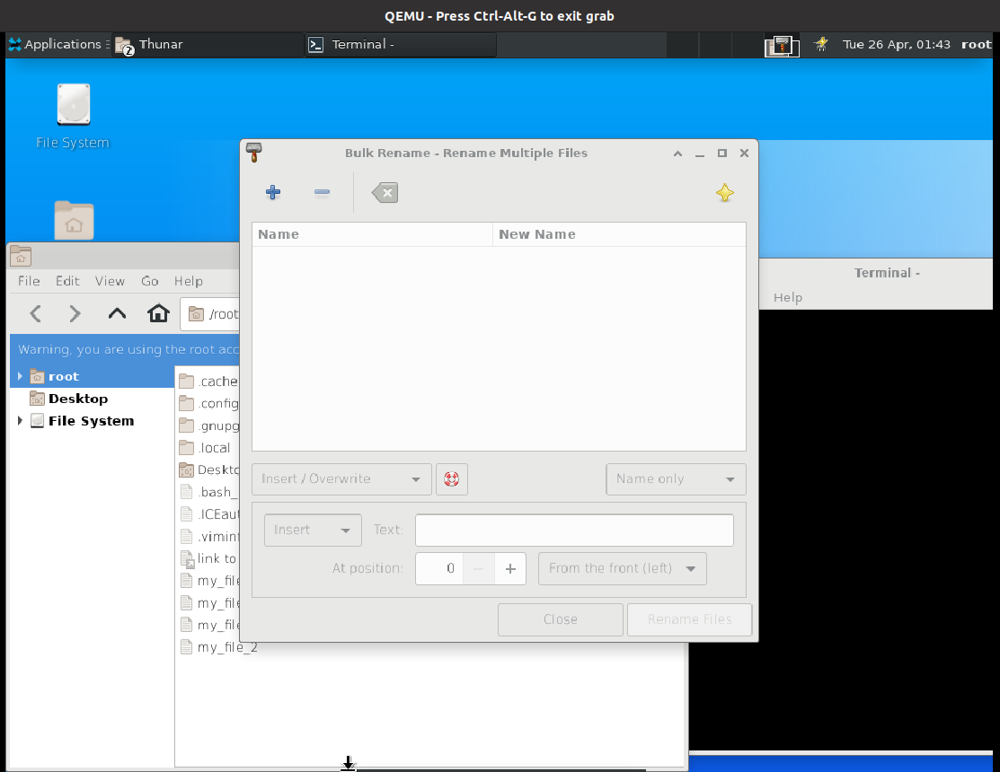 QEMU - Press Ctrl-Alt-G to exit grab
Applications
2
Thunar
Terminal -
Tue 26 Apr, 01:43
root
File System
Bulk Rename - Rename Multiple Files
Name
New Name
Terminal -
File
Edit
View
Go
Help
Help
/root
Warning, you are using the root acc
root
Desktop
File System
.cache
.config
.gnupg
.local
Deskto
.bash_
.ICEaut
.viminf
link to
my_file
my_file
my_file
my_file_2
Insert / Overwrite
Name only
Insert
Text:
At position:
0
From the front (left)
Close
Rename Files